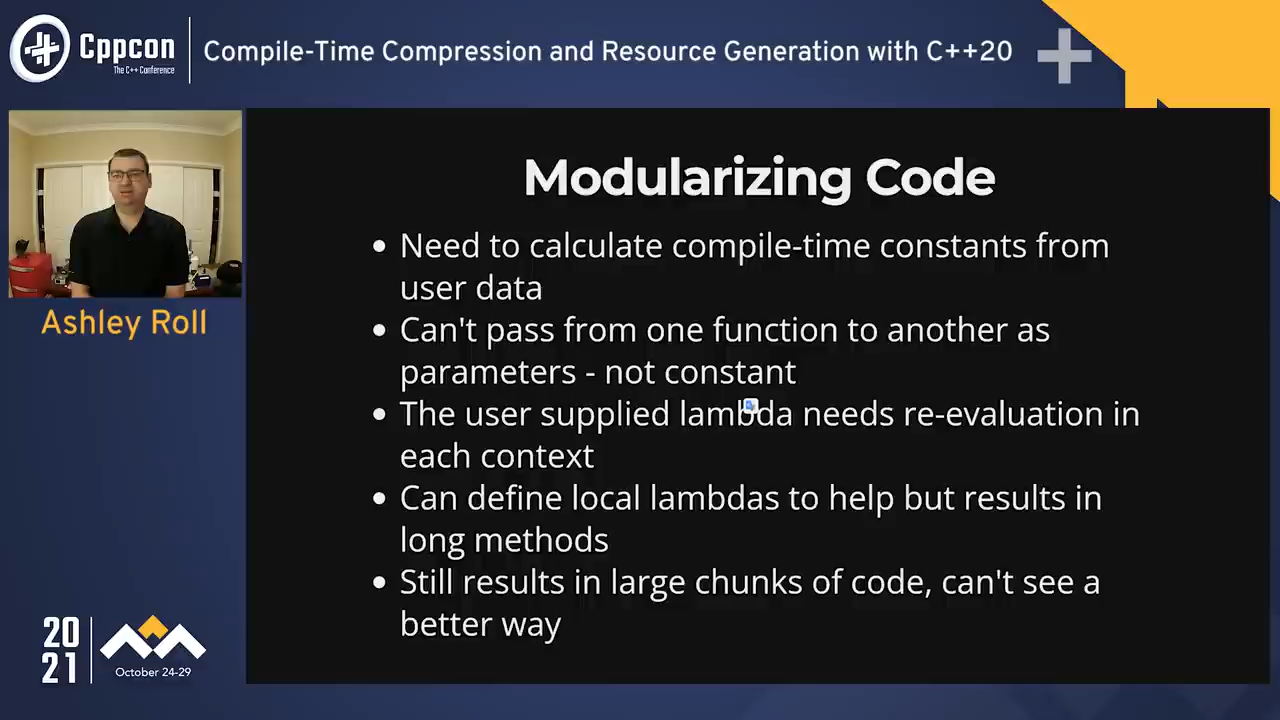 Cppcon
The C++ Conference
Compile-Time Compression and Resource Generation with C++20
Ashley Roll
Modularizing Code
Need to calculate compile-time constants from
user data
Can't pass from one function to another as
parameters - not constant
The user supplied lambda needs re-evaluation in
each context
Can define local lambdas to help but results in
long methods
Still results in large chunks of code, can't see a
better way
20
21
October 24-29